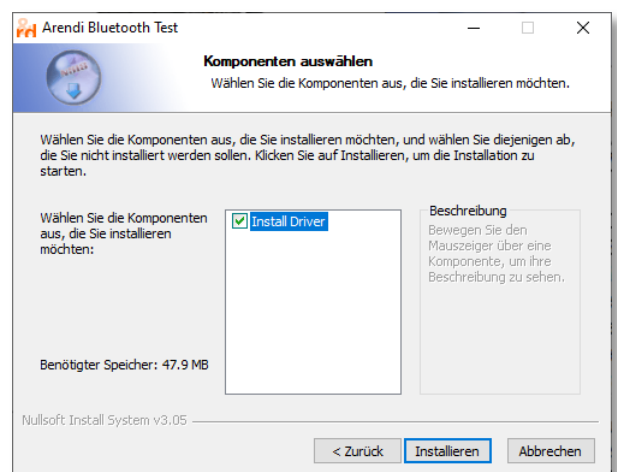 Arendi Bluetooth Test
Komponenten auswählen
Wählen Sie die Komponenten aus, die Sie installieren möchten.
Wählen Sie die Komponenten aus, die Sie installieren möchten, und wählen Sie diejenigen ab,
die Sie nicht installiert werden sollen. Klicken Sie auf Installieren, um die Installation zu
starten.
Wählen Sie die Komponenten
aus, die Sie installieren
möchten:
Install Driver
Beschreibung
Bewegen Sie den
Mauszeiger über eine
Komponente, um ihre
Beschreibung zu sehen.
Benötigter Speicher: 47.9 MB
Nullsoft Install System v3.05
< Zurück
Installieren
Abbrechen